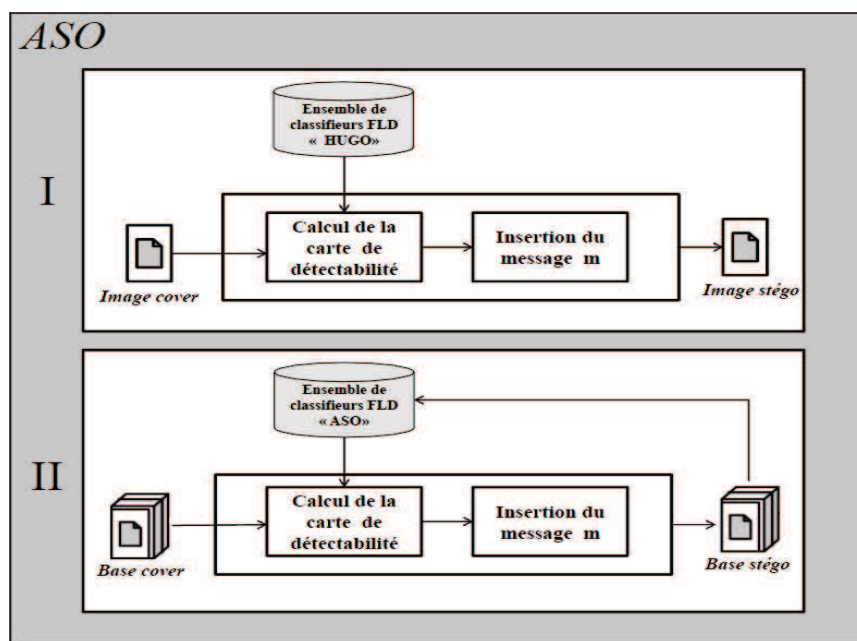 ASO
I
Ensemble de
classifieurs FLD
« HUGO»
Calcul de la
carte de
détectabilité
Insertion du
message m
Image cover
Image stégo
II
Ensemble de
classifieurs FLD
«ASO»
Calcul de la
carte de
détectabilité
Insertion du
message m
Base cover
Base stégo